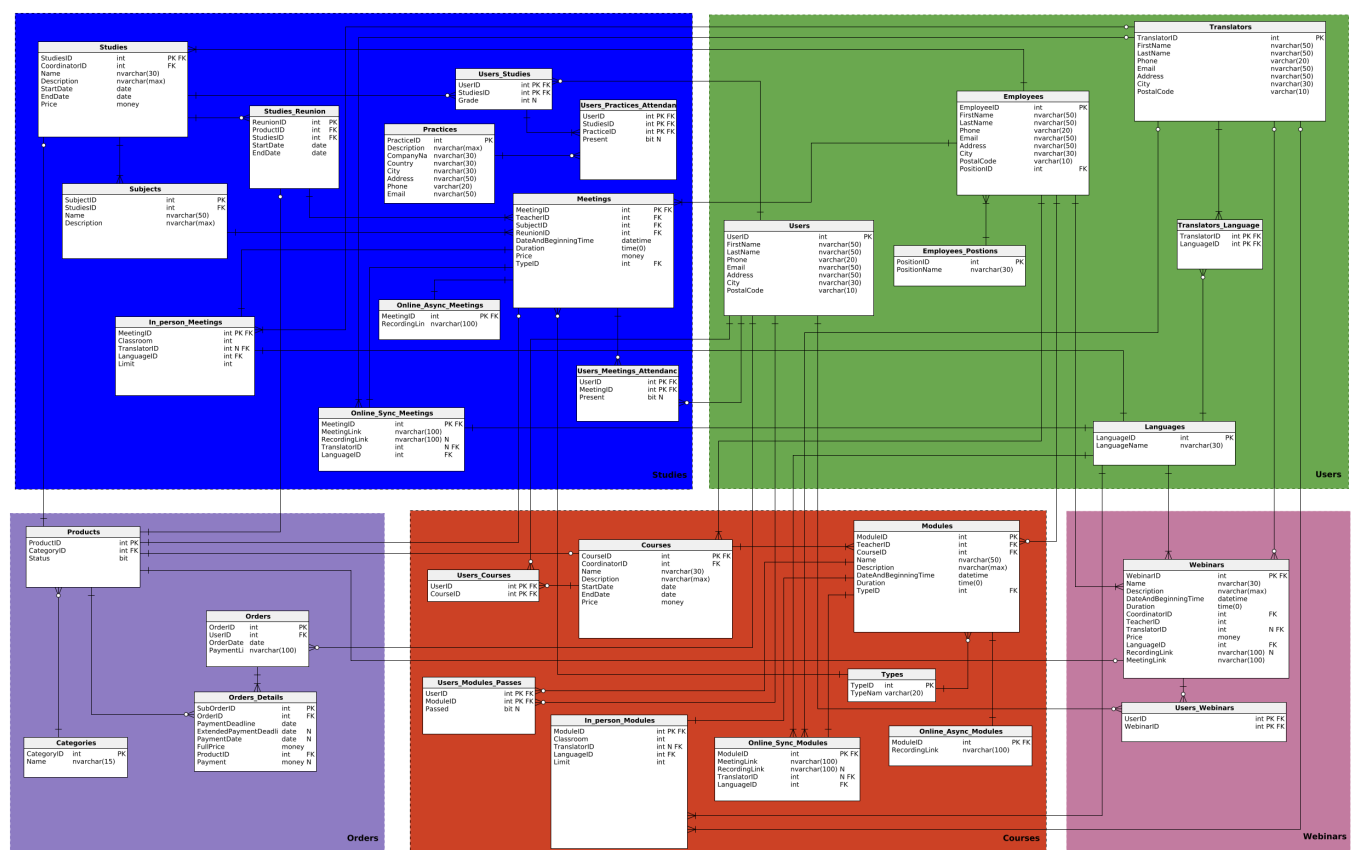 Studies
StudiesID int PK FK
CoordinatorID int FK
Name nvarchar(30)
Description nvarchar(max)
StartDate date
EndDate date
Price money
Studies_Reunion
ReunionID int PK
ProductID int FK
StudiesID int FK
StartDate date
EndDate date
Users_Studies
UserID int PK FK
StudiesID int PK FK
Grade int N
Users_Practices_Attendan
UserID int PK FK
StudiesID int PK FK
PracticeID int PK FK
Present bit N
Practices
PracticeID int PK
Description nvarchar(max)
CompanyNa nvarchar(30)
Country nvarchar(30)
City nvarchar(30)
Address nvarchar(50)
Phone varchar(20)
Email nvarchar(50)
Subjects
SubjectID int PK
StudiesID int FK
Name nvarchar(50)
Description nvarchar(max)
Meetings
MeetingID int PK FK
TeacherID int FK
SubjectID int FK
ReunionID int FK
DateAndBeginningTime datetime
Duration time(0)
Price money
TypeID int FK
Online_Async_Meetings
MeetingID int PK FK
RecordingLin nvarchar(100)
In_person_Meetings
MeetingID int PK FK
Classroom int
TranslatorID int N FK
LanguageID int FK
Limit int
Users_Meetings_Attendanc
UserID int PK FK
MeetingID int PK FK
Present bit N
Online_Sync_Meetings
MeetingID int PK FK
MeetingLink nvarchar(100)
RecordingLink nvarchar(100) N
TranslatorID int N FK
LanguageID int FK
Studies
Translators
TranslatorID int PK
FirstName nvarchar(50)
LastName nvarchar(50)
Phone varchar(20)
Email nvarchar(50)
Address nvarchar(50)
City nvarchar(30)
PostalCode varchar(10)
Employees
EmployeeID int PK
FirstName nvarchar(50)
LastName nvarchar(50)
Phone varchar(20)
Email nvarchar(50)
Address nvarchar(50)
City nvarchar(30)
PostalCode varchar(10)
PositionID int FK
Users
UserID int PK
FirstName nvarchar(50)
LastName nvarchar(50)
Phone varchar(20)
Email nvarchar(50)
Address nvarchar(50)
City nvarchar(30)
PostalCode varchar(10)
Employees_Postions
PositionID int PK
PositionName nvarchar(30)
Translators_Language
TranslatorID int PK FK
LanguageID int PK FK
Languages
LanguageID int PK
LanguageName nvarchar(30)
Users
Products
ProductID int PK
CategoryID int FK
Status bit
Orders
OrderID int PK
UserID int FK
OrderDate date
PaymentLi nvarchar(100)
Orders_Details
SubOrderID int PK
OrderID int FK
PaymentDeadline date
ExtendedPaymentDeadli date N
PaymentDate date N
FullPrice money
ProductID int FK
Payment money N
Categories
CategoryID int PK
Name nvarchar(15)
Orders
Courses
CourseID int PK FK
CoordinatorID int FK
Name nvarchar(30)
Description nvarchar(max)
StartDate date
EndDate date
Price money
Users_Courses
UserID int PK FK
CourseID int PK FK
Modules
ModuleID int PK
TeacherID int FK
CourseID int FK
Name nvarchar(50)
Description nvarchar(max)
DateAndBeginningTime datetime
Duration time(0)
TypeID int FK
Users_Modules_Passes
UserID int PK FK
ModuleID int PK FK
Passed bit N
Types
TypeID int PK
TypeNam varchar(20)
In_person_Modules
ModuleID int PK FK
Classroom int
TranslatorID int N FK
LanguageID int FK
Limit int
Online_Sync_Modules
ModuleID int PK FK
MeetingLink nvarchar(100)
RecordingLink nvarchar(100) N
TranslatorID int N FK
LanguageID int FK
Online_Async_Modules
ModuleID int PK FK
RecordingLink nvarchar(100)
Courses
Webinars
WebinarID int PK FK
Name nvarchar(30)
Description nvarchar(max)
DateAndBeginningTime datetime
Duration time(0)
CoordinatorID int FK
TeacherID int
TranslatorID int N FK
Price money
LanguageID int FK
RecordingLink nvarchar(100) N
MeetingLink nvarchar(100)
Users_Webinars
UserID int PK FK
WebinarID int PK FK
Webinars